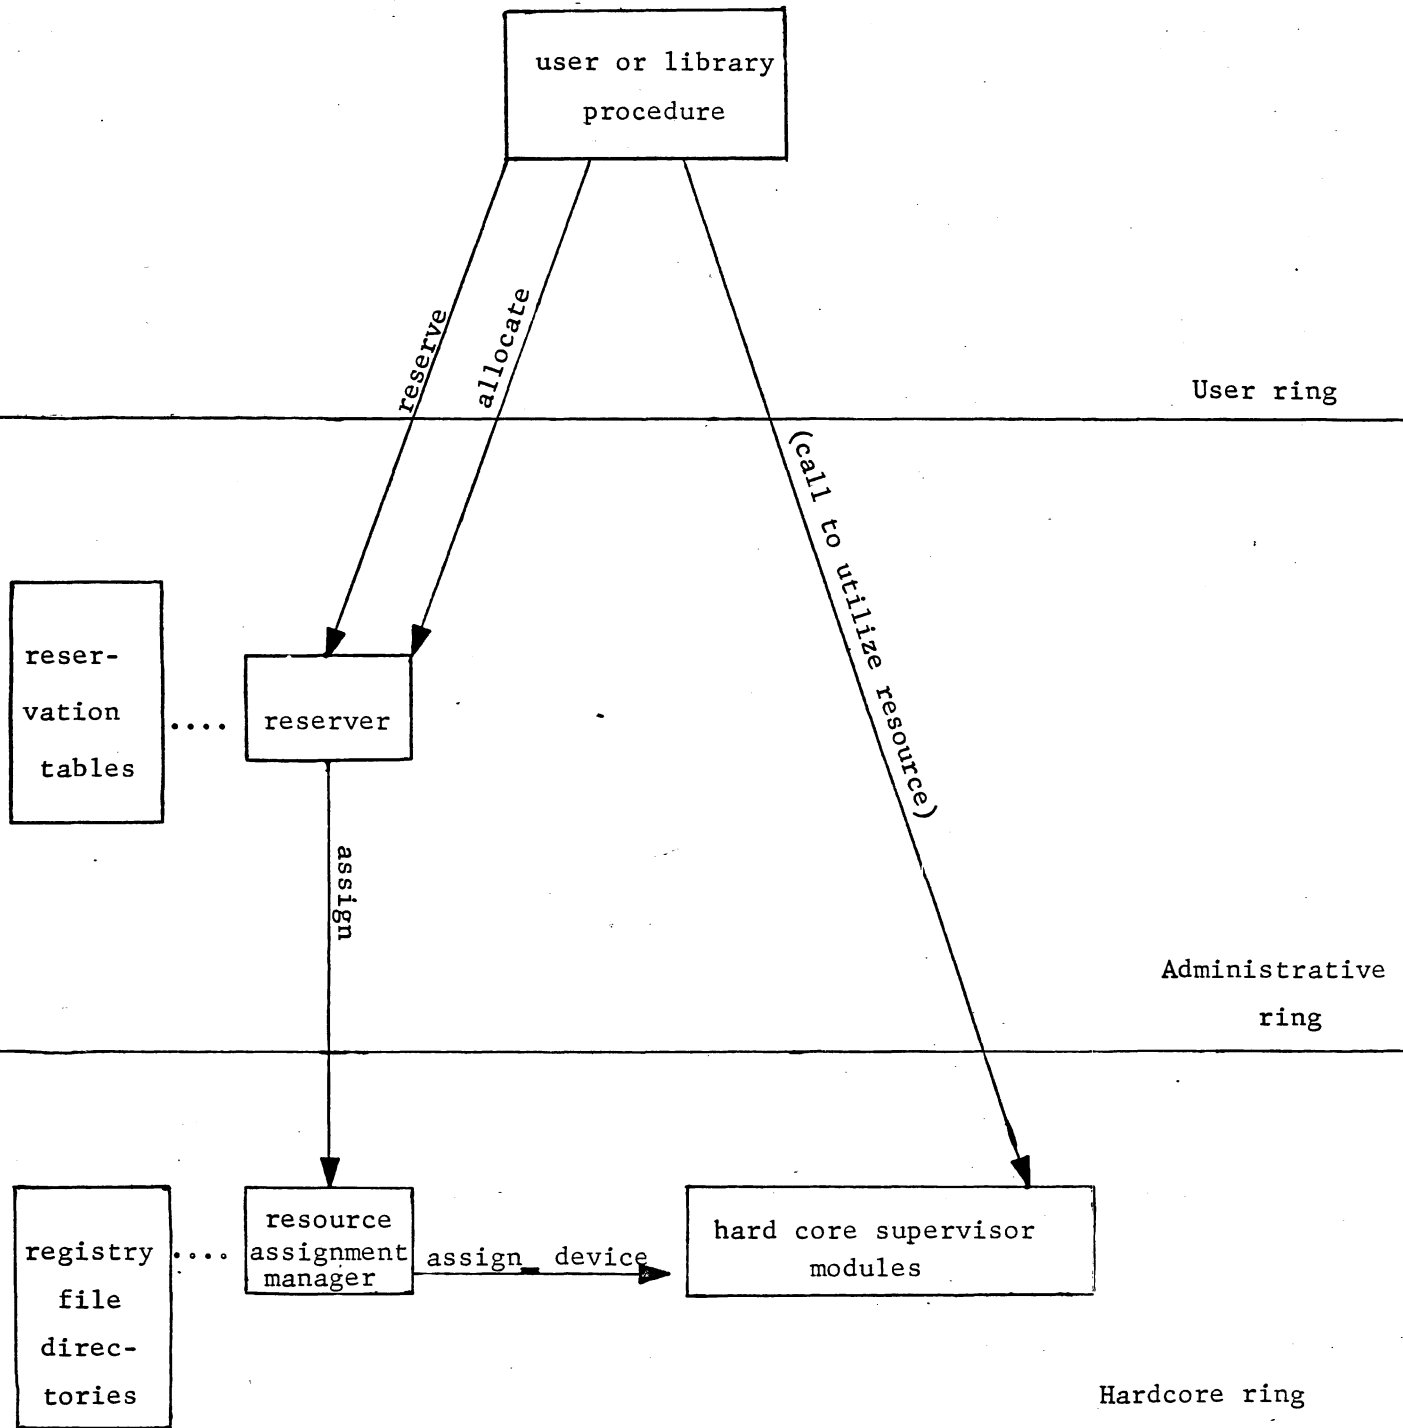 user or library
procedure
reserve
allocate
User ring
(call to utilize resource)
reser-
vation
tables
....
reserver
assign
Administrative
ring
registry
file
direc-
tories
....
resource
assignment
manager
assign_ device
hard core supervisor
modules
Hardcore ring